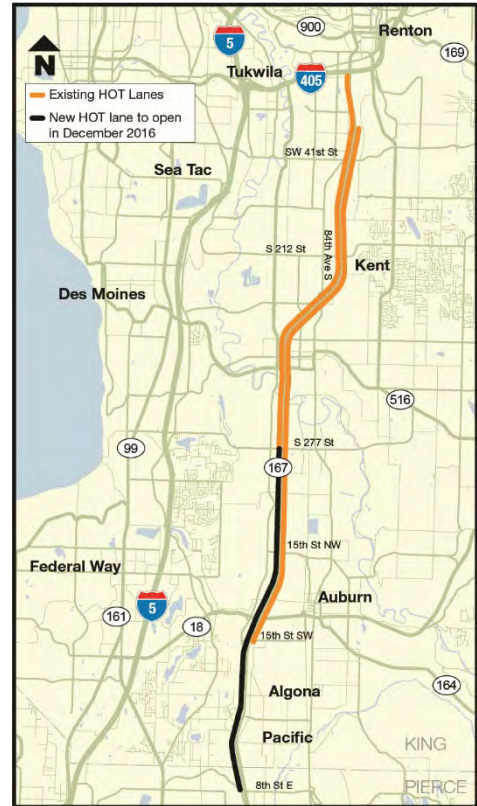 5
900
Renton
169
N
Tukwila
405
Existing HOT Lanes
New HOT lane to open
in December 2016
SW 41st St
Sea Tac
S 212 St
84th Ave S
Kent
Des Moines
516
99
S 277 St
167
15th St NW
Federal Way
5
Auburn
161
18
15th St SW
164
Algona
Pacific
KING
8th St E
PIERCE